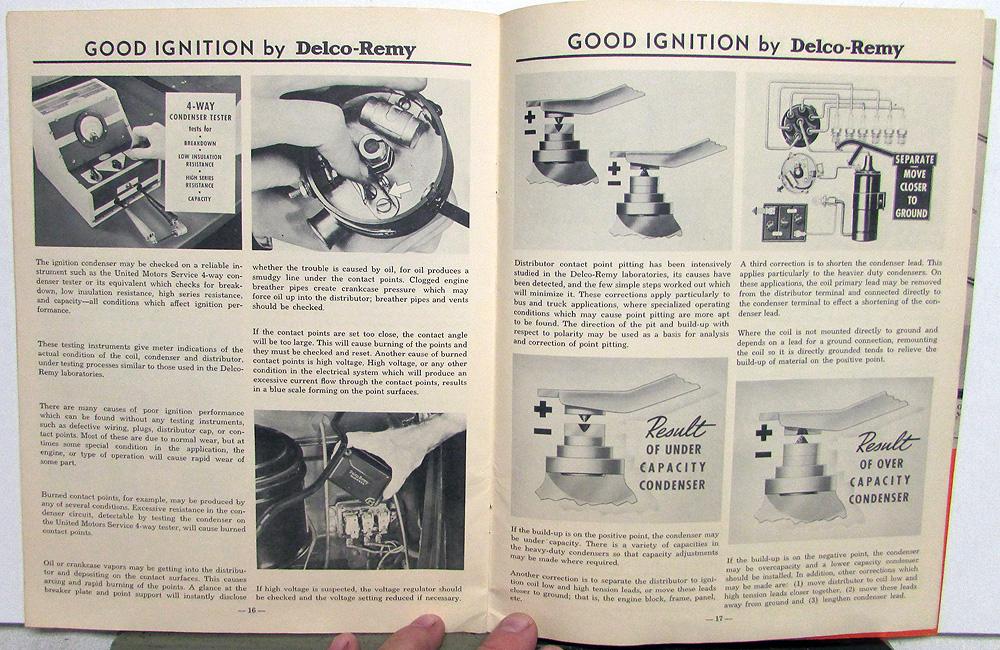 GOOD IGNITION by Delco-Remy
4-WAY
CONDENSER TESTER
tests for
•
BREAKDOWN
•
LOW INSULATION
RESISTANCE
•
HIGH SERIES
RESISTANCE
•
CAPACITY
The ignition condenser may be checked on a reliable in-
strument such as the United Motors Service 4-way con-
denser tester or its equivalent which checks for break-
down, low insulation resistance, high series resistance,
and capacity—all conditions which affect ignition per-
formance.
These testing instruments give meter indications of the
actual condition of the coil, condenser and distributor,
under testing processes similar to those used in the Delco-
Remy laboratories.
There are many causes of poor ignition performance
which can be found without any testing instruments,
such as defective wiring, plugs, distributor cap, or con-
tact points. Most of these are due to normal wear, but at
times some special condition in the application, the
engine, or type of operation will cause rapid wear of
some part.
Burned contact points, for example, may be produced by
any of several conditions. Excessive resistance in the con-
denser circuit, detectable by testing the condenser on
the United Motors Service 4-way tester, will cause burned
contact points.
Oil or crankcase vapors may be getting into the distribu-
tor and depositing on the contact surfaces. This causes
arcing and rapid burning of the points. A glance at the
breaker plate and point support will instantly disclose
whether the trouble is caused by oil, for oil produces a
smudgy line under the contact points. Clogged engine
breather pipes create crankcase pressure which may
force oil up into the distributor; breather pipes and vents
should be checked.
If the contact points are set too close, the contact angle
will be too large. This will cause burning of the points and
they must be checked and reset. Another cause of burned
contact points is high voltage. High voltage, or any other
condition in the electrical system which will produce an
excessive current flow through the contact points, results
in a blue scale forming on the point surfaces.
Delco-Remy
If high voltage is suspected, the voltage regulator should
be checked and the voltage setting reduced if necessary.
— 16 —
GOOD IGNITION by Delco-Remy
+
−
+
−
SEPARATE
MOVE
CLOSER
TO
GROUND
Distributor contact point pitting has been intensively
studied in the Delco-Remy laboratories, its causes have
been detected, and the few simple steps worked out which
will minimize it. These corrections apply particularly to
bus and truck applications, where specialized operating
conditions which may cause point pitting are more apt
to be found. The direction of the pit and build-up with
respect to polarity may be used as a basis for analysis
and correction of point pitting.
+
−
Result
OF UNDER
CAPACITY
CONDENSER
If the build-up is on the positive point, the condenser may
be under capacity. There is a variety of capacities in
the heavy-duty condensers so that capacity adjustments
may be made where required.
Another correction is to separate the distributor to igni-
tion coil low and high tension leads, or move these leads
closer to ground; that is, the engine block, frame, panel,
etc.
A third correction is to shorten the condenser lead. This
applies particularly to the heavier duty condensers. On
these applications, the coil primary lead may be removed
from the distributor terminal and connected directly to
the condenser terminal to effect a shortening of the con-
denser lead.
Where the coil is not mounted directly to ground and
depends on a lead for a ground connection, remounting
the coil so it is directly grounded tends to relieve the
build-up of material on the positive point.
+
−
Result
OF OVER
CAPACITY
CONDENSER
If the build-up is on the negative point, the condenser
may be overcapacity and a lower capacity condenser
should be installed. In addition, other corrections which
may be made are: (1) move distributor to coil low and
high tension leads closer together, (2) move these leads
away from ground and (3) lengthen condenser lead.
— 17 —